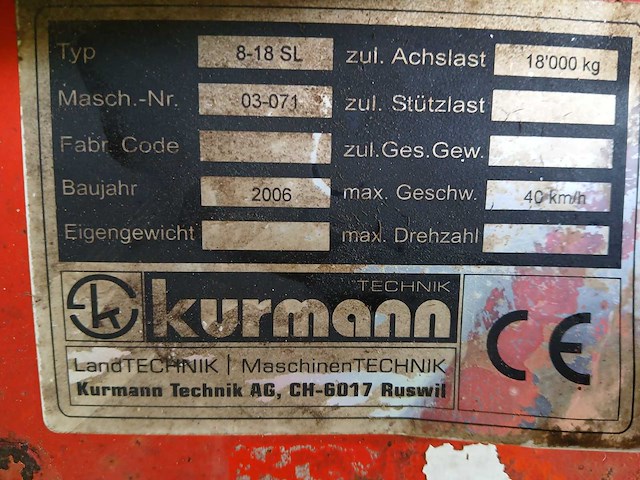 Typ 8-18 SL zul. Achslast 18'000 kg
Masch.-Nr. 03-071 zul. Stützlast
Fabr. Code zul.Ges.Gew.
Baujahr 2006 max. Geschw. 40 km/h
Eigengewicht max. Drehzahl
TECHNIK
k kurmann
LandTECHNIK | MaschinenTECHNIK
Kurmann Technik AG, CH-6017 Ruswil
CE